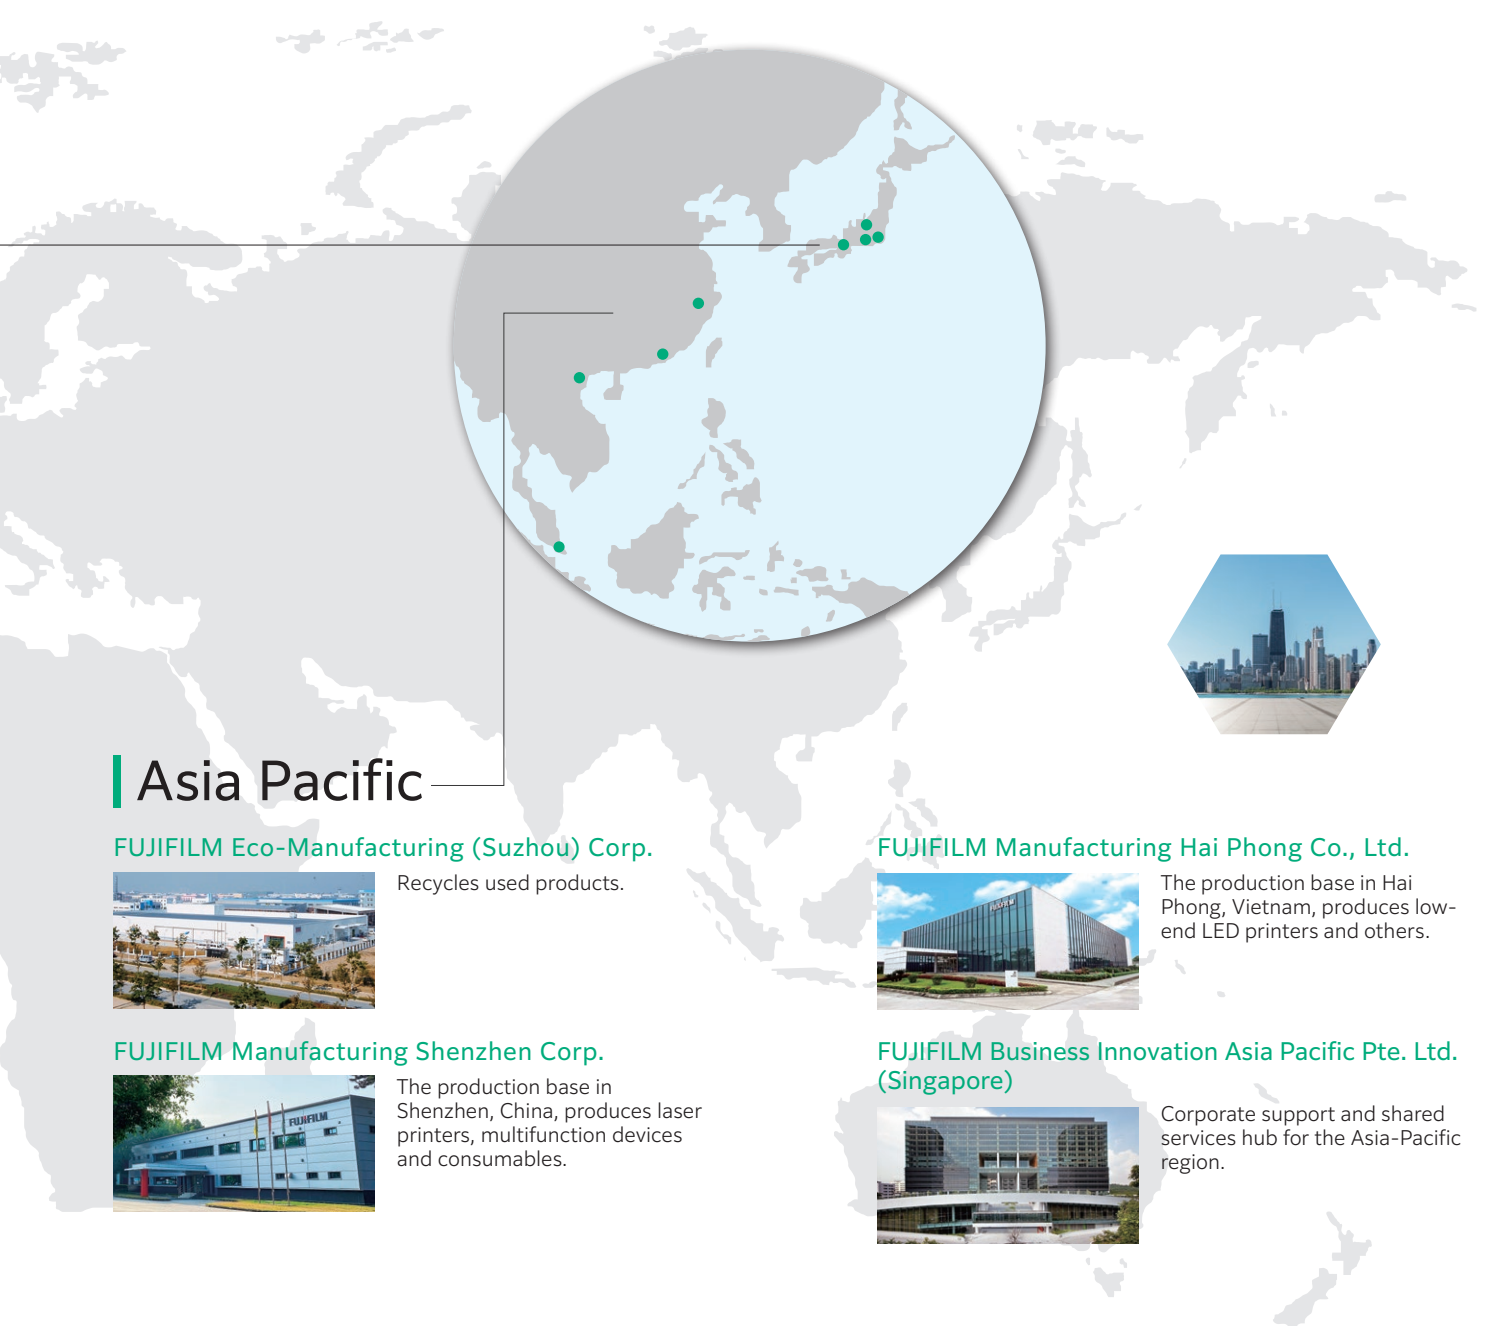 Asia Pacific
FUJIFILM Eco-Manufacturing (Suzhou) Corp.
Recycles used products.
FUJIFILM Manufacturing Shenzhen Corp.
FUJIFILM
The production base in
Shenzhen, China, produces laser
printers, multifunction devices
and consumables.
FUJIFILM Manufacturing Hai Phong Co., Ltd.
FUJIFILM
The production base in Hai
Phong, Vietnam, produces low-
end LED printers and others.
FUJIFILM Business Innovation Asia Pacific Pte. Ltd.
(Singapore)
Corporate support and shared
services hub for the Asia-Pacific
region.